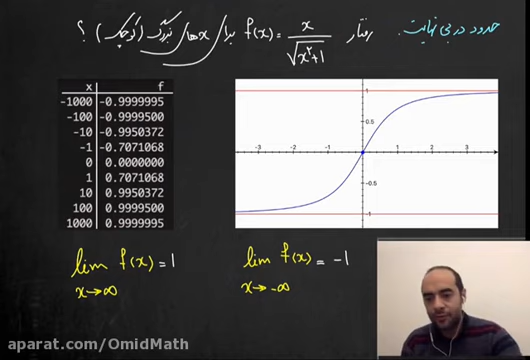 حدود در بی نهایت.
رفتار f(x) = x / √(x²+1) برای x های بزرگ (کوچک) ؟
x f
-1000 -0.9999995
-100 -0.9999500
-10 -0.9950372
-1 -0.7071068
0 0.0000000
1 0.7071068
10 0.9950372
100 0.9999500
1000 0.9999995
1
0.5
-3 -2 -1 0 1 2 3
-0.5
-1
lim f(x) = 1
x→∞
lim f(x) = -1
x→-∞
aparat.com/OmidMath